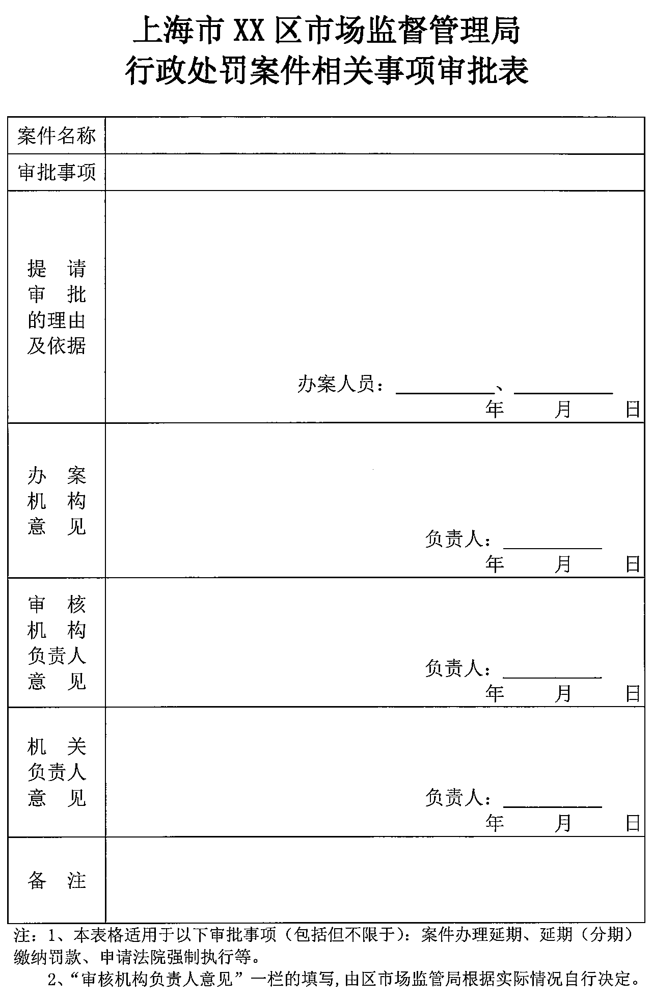 上海市 XX 区市场监督管理局
行政处罚案件相关事项审批表
案件名称
审批事项
提 请
审 批
的理由
及依据
办案人员：、
年 月 日
办 案
机 构
意 见
负责人：
年 月 日
审 核
机 构
负责人
意 见
负责人：
年 月 日
机 关
负责人
意 见
负责人：
年 月 日
备 注
注：1、本表格适用于以下审批事项（包括但不限于）：案件办理延期、延期（分期）
缴纳罚款、申请法院强制执行等。
2、“审核机构负责人意见”一栏的填写,由区市场监管局根据实际情况自行决定。